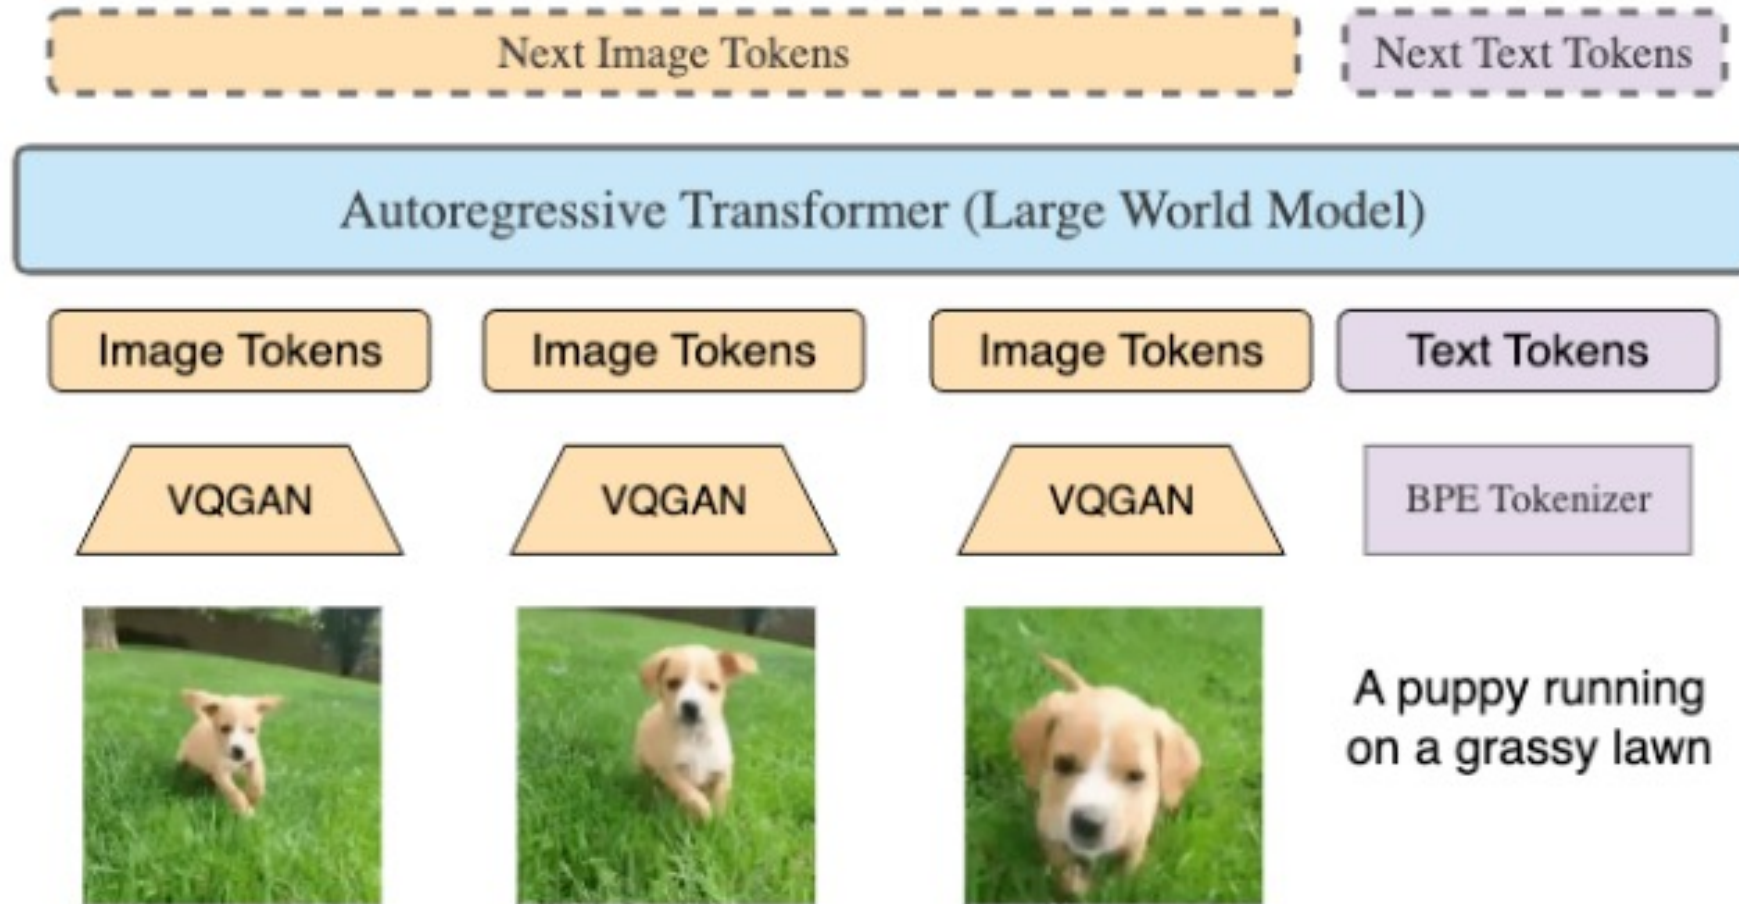 Next Image Tokens
Next Text Tokens
Autoregressive Transformer (Large World Model)
Image Tokens
Image Tokens
Image Tokens
Text Tokens
VQGAN
VQGAN
VQGAN
BPE Tokenizer
A puppy running
on a grassy lawn